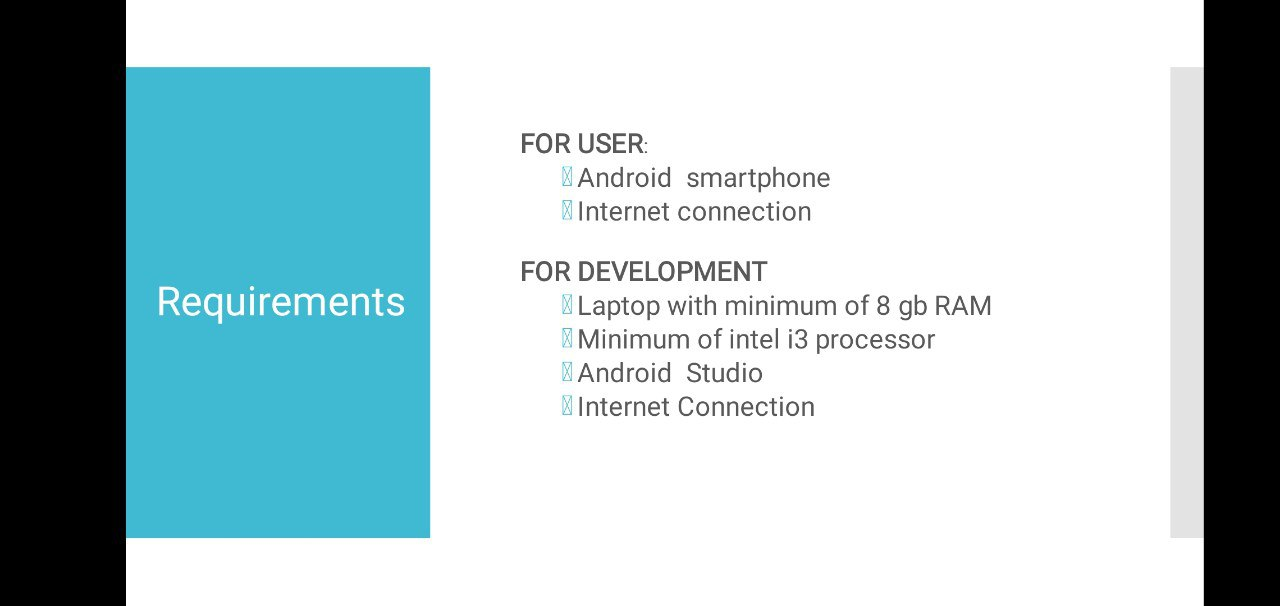 Requirements
FOR USER:
Android smartphone
Internet connection
FOR DEVELOPMENT
Laptop with minimum of 8 gb RAM
Minimum of intel i3 processor
Android Studio
Internet Connection